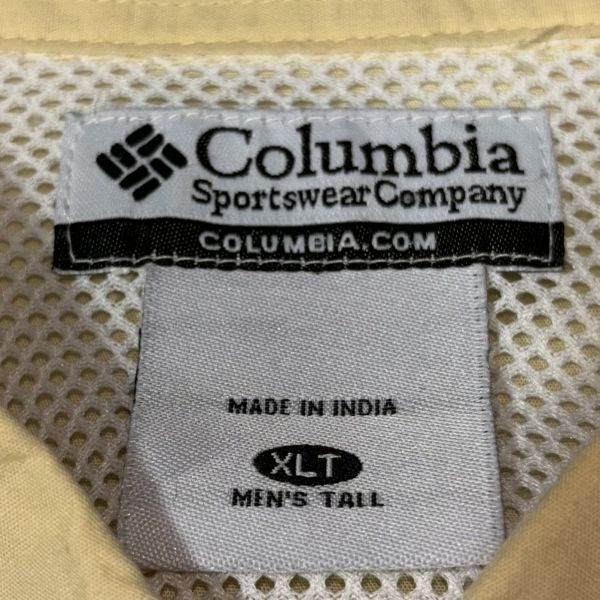 Columbia
Sportswear Company
COLUMBIA.COM
MADE IN INDIA
XLT
MEN'S TALL